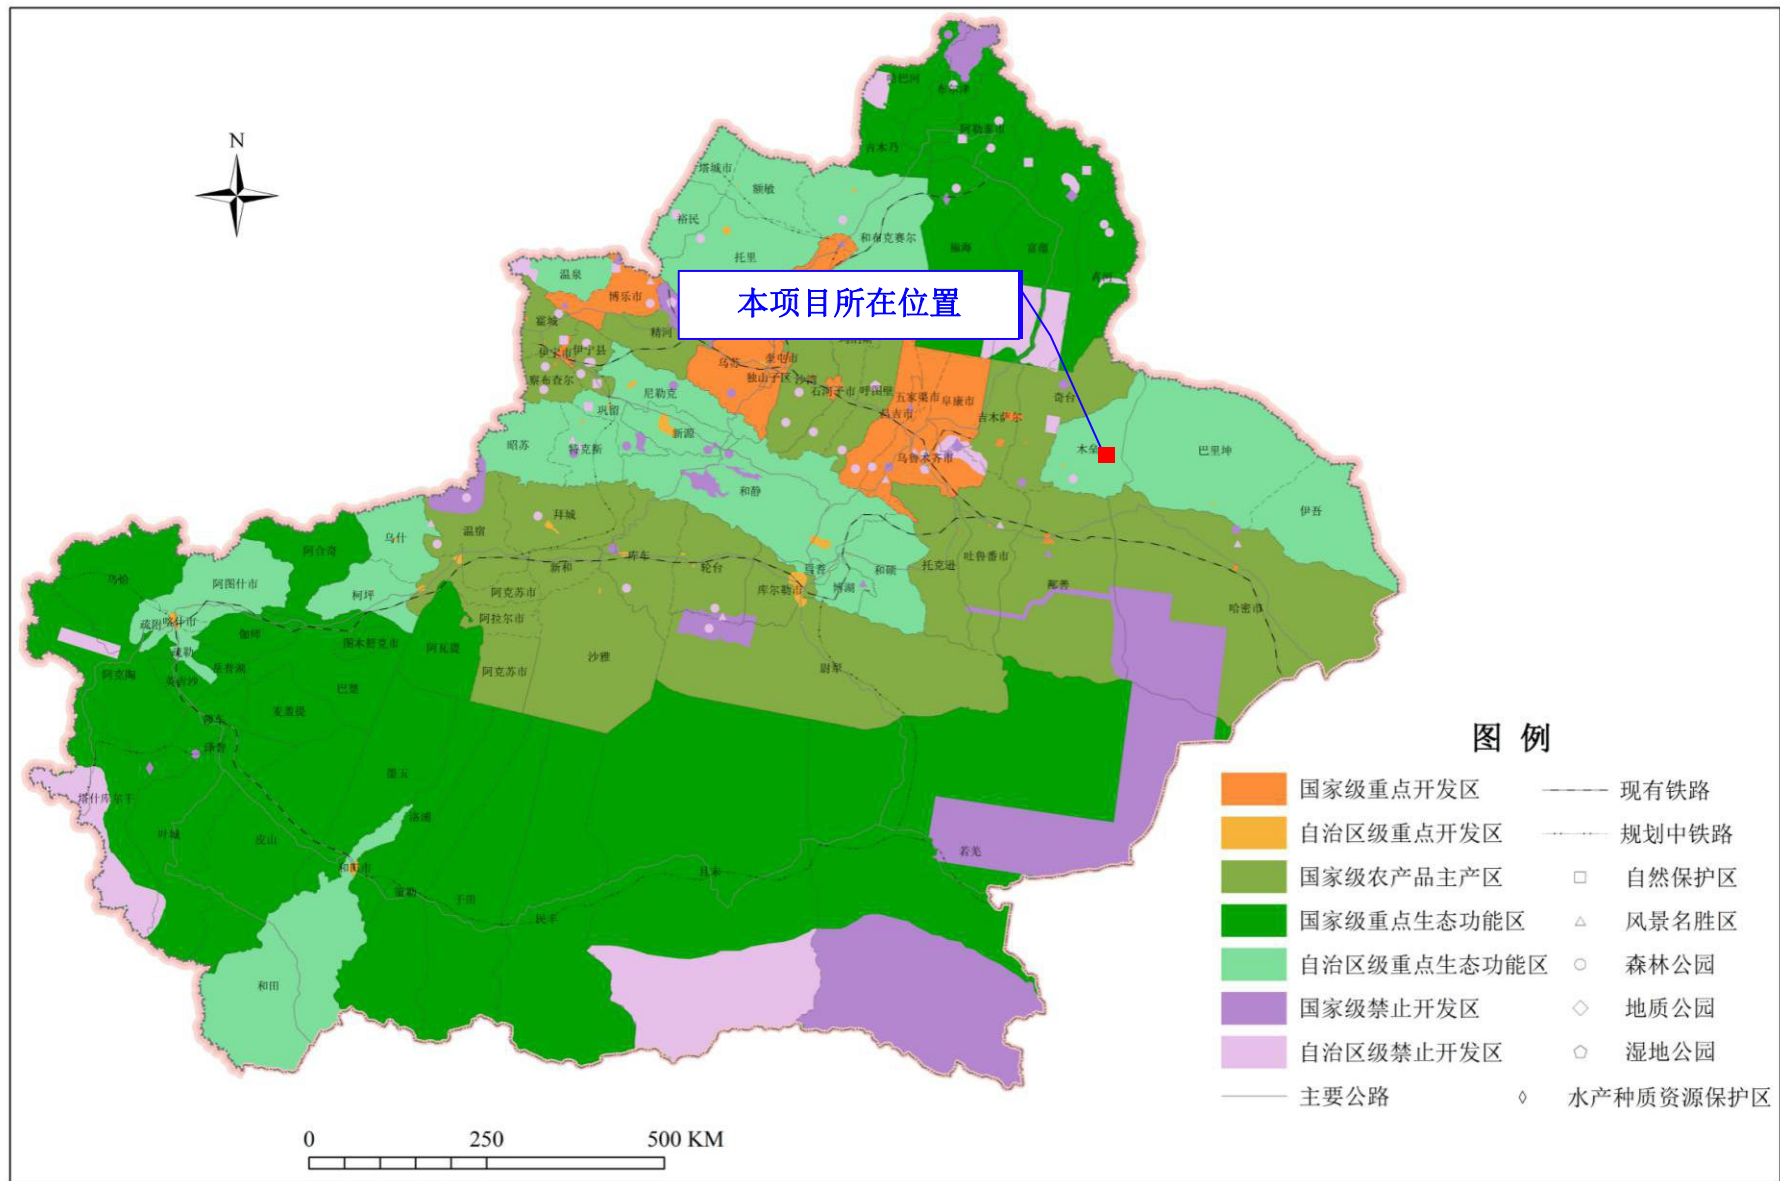 N
哈巴河
布尔津
阿勒泰市
吉木乃
塔城市
额敏
裕民
和布克赛尔
福海
富蕴
青河
托里
温泉
博乐市
本项目所在位置
霍城
精河
伊宁市
伊宁县
乌苏
奎屯市
独山子区
沙湾
石河子市
呼图壁
五家渠市
阜康市
昌吉市
吉木萨尔
奇台
察布查尔
尼勒克
巩留
新源
昭苏
特克斯
乌鲁木齐市
木垒
巴里坤
和静
伊吾
拜城
温宿
乌什
阿合奇
库车
新和
轮台
焉耆
和硕
托克逊
吐鲁番市
鄯善
乌恰
阿图什市
柯坪
阿克苏市
库尔勒市
博湖
哈密市
疏附
喀什市
伽师
阿拉尔市
图木舒克市
阿瓦提
疏勒
岳普湖
阿克陶
英吉沙
阿克苏市
沙雅
尉犁
巴楚
麦盖提
莎车
泽普
墨玉
塔什库尔干
叶城
皮山
洛浦
和田市
策勒
于田
民丰
且末
若羌
和田
图 例
国家级重点开发区
现有铁路
自治区级重点开发区
规划中铁路
国家级农产品主产区
自然保护区
国家级重点生态功能区
风景名胜区
自治区级重点生态功能区
森林公园
国家级禁止开发区
地质公园
自治区级禁止开发区
湿地公园
主要公路
水产种质资源保护区
0 250 500 KM